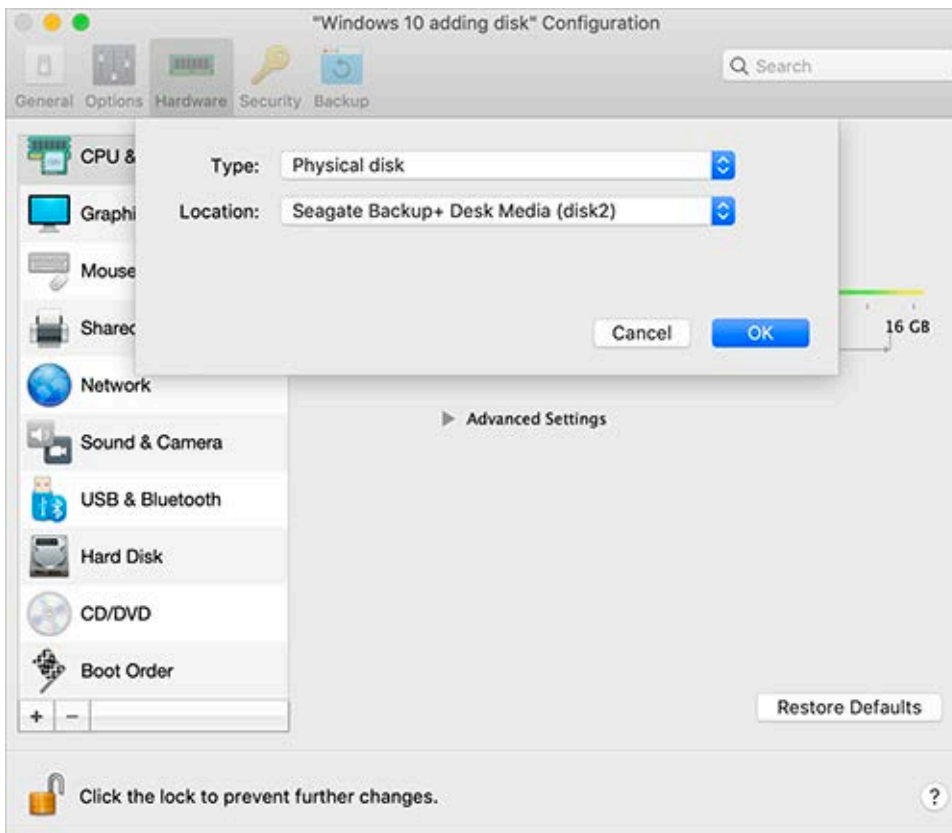 "Windows 10 adding disk" Configuration
General Options Hardware Security Backup
Search
CPU &
Type: Physical disk
Graphi
Location: Seagate Backup+ Desk Media (disk2)
Mouse
Shared
Cancel OK
16 GB
Network
Advanced Settings
Sound & Camera
USB & Bluetooth
Hard Disk
CD/DVD
Boot Order
+ −
Restore Defaults
Click the lock to prevent further changes.
?